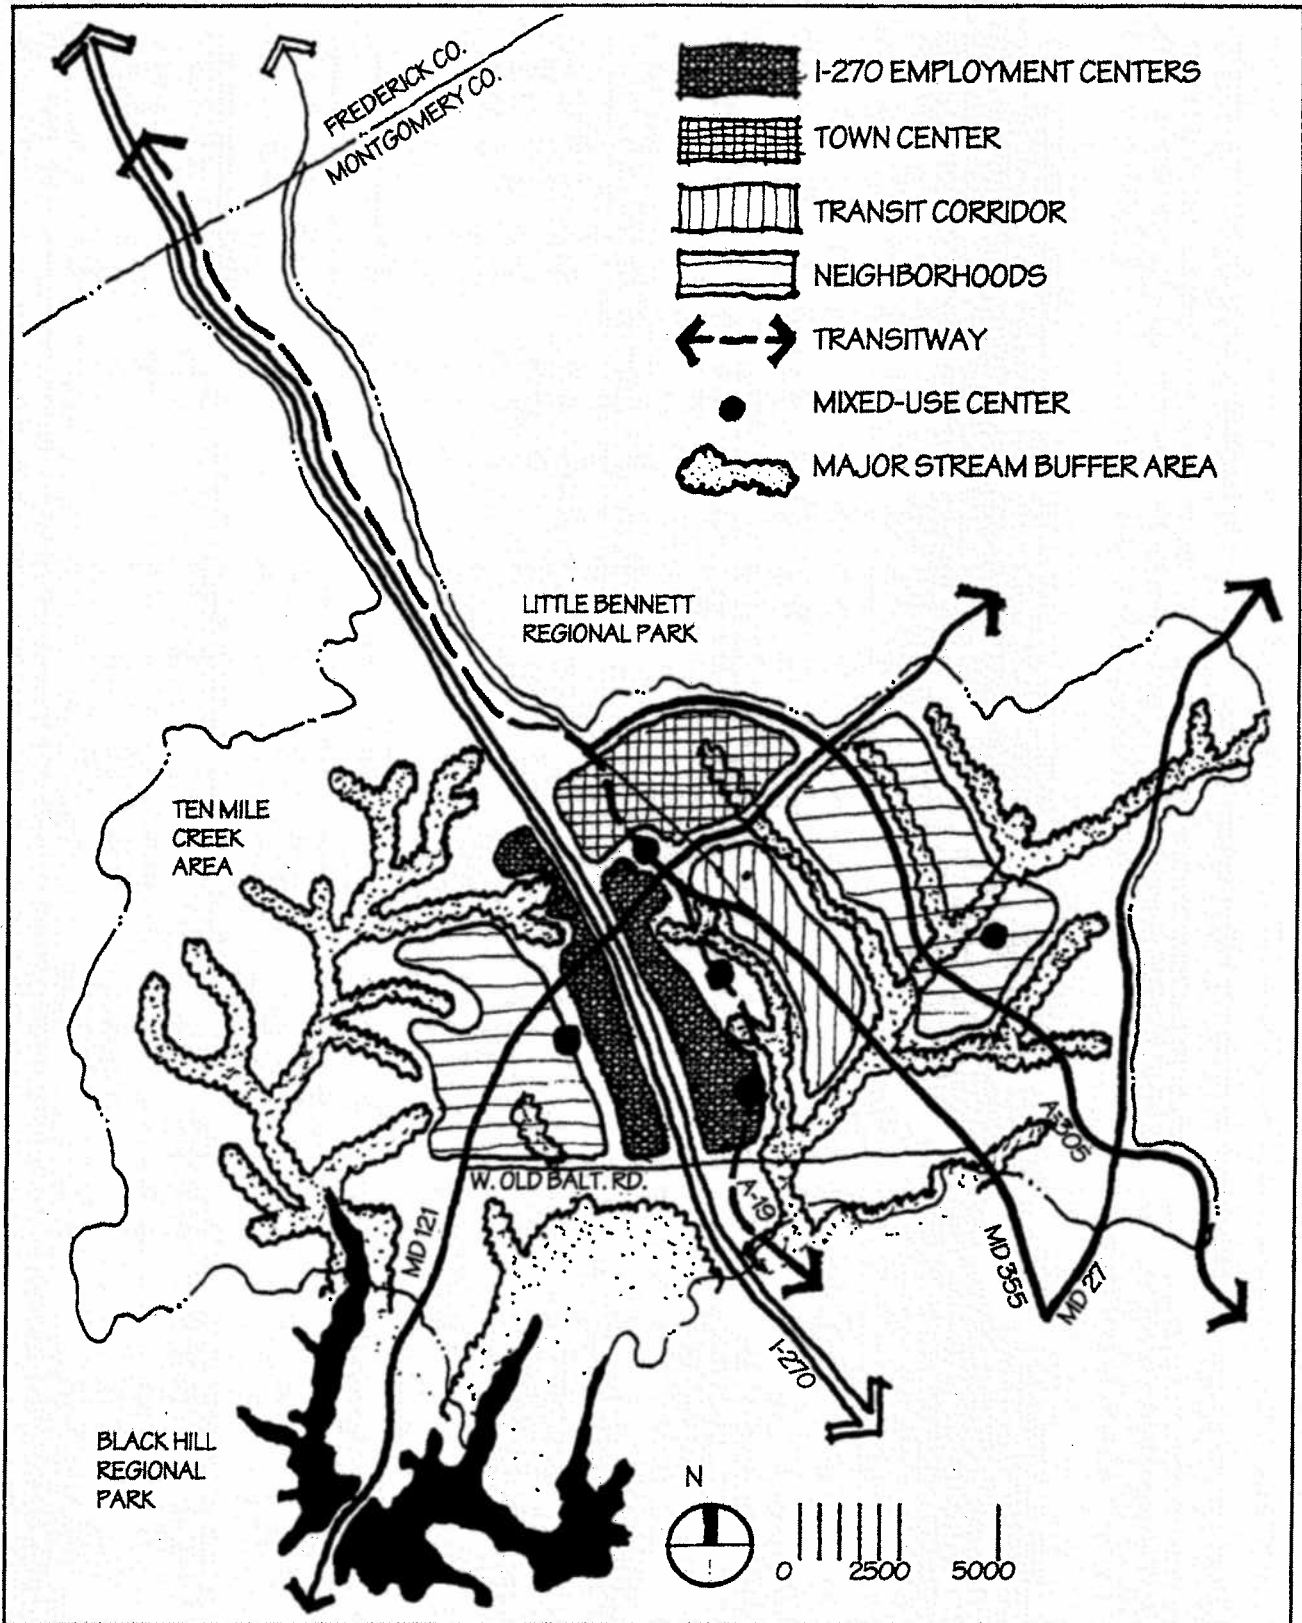 FREDERICK CO.
MONTGOMERY CO.
I-270 EMPLOYMENT CENTERS
TOWN CENTER
TRANSIT CORRIDOR
NEIGHBORHOODS
TRANSITWAY
MIXED-USE CENTER
MAJOR STREAM BUFFER AREA
LITTLE BENNETT
REGIONAL PARK
TEN MILE
CREEK
AREA
A-305
W. OLD BALT. RD.
A-19
MD 121
MD 355
MD 27
I-270
BLACK HILL
REGIONAL
PARK
N
0 2500 5000